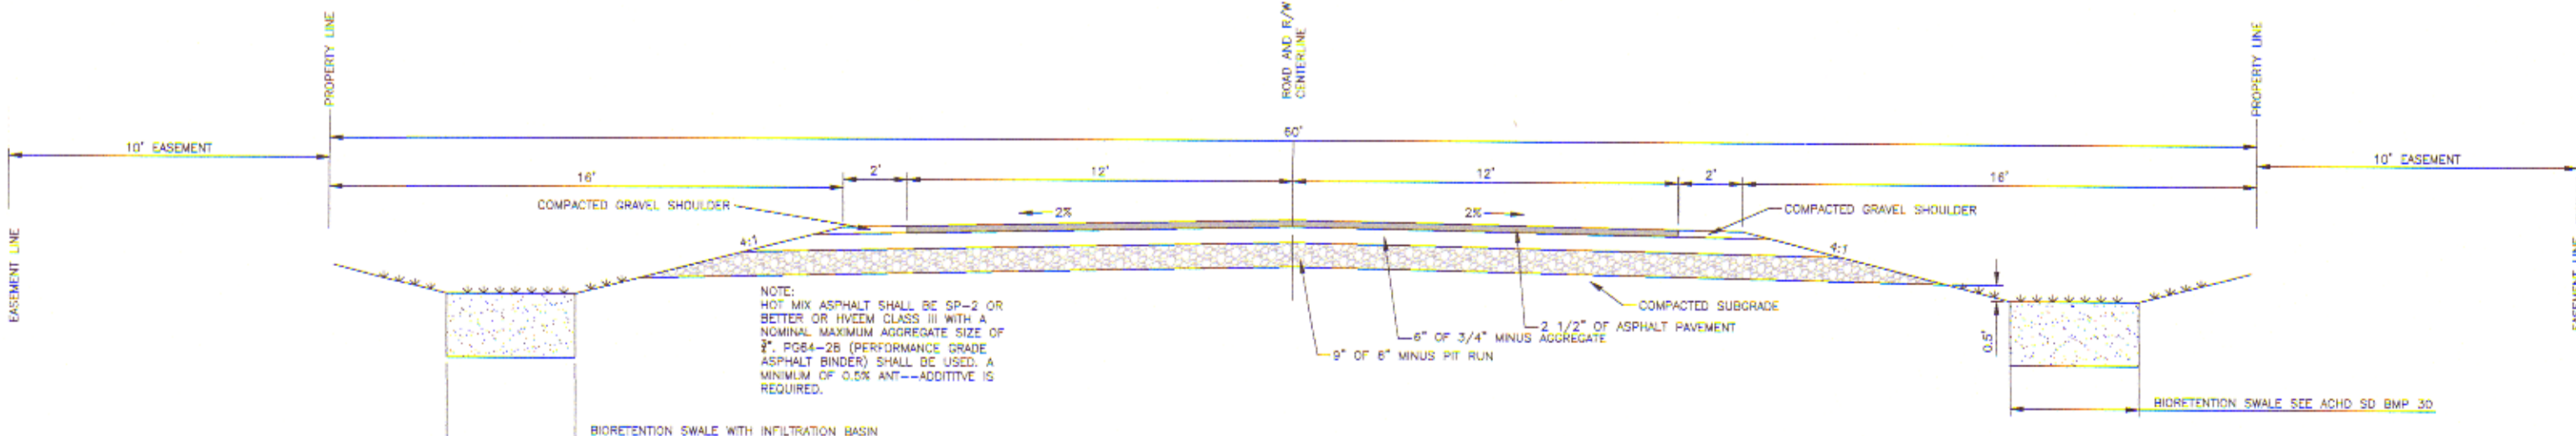 PROPERTY LINE
ROAD AND R/W
CENTERLINE
PROPERTY LINE
60'
10' EASEMENT
10' EASEMENT
16'
2'
12'
12'
2'
16'
COMPACTED GRAVEL SHOULDER
2%
2%
COMPACTED GRAVEL SHOULDER
4:1
4:1
EASEMENT LINE
EASEMENT LINE
NOTE:
HOT MIX ASPHALT SHALL BE SP-2 OR
BETTER OR HVEEM CLASS III WITH A
NOMINAL MAXIMUM AGGREGATE SIZE OF
PG64-28 (PERFORMANCE GRADE
ASPHALT BINDER) SHALL BE USED. A
MINIMUM OF 0.5% ANT--ADDITITVE IS
REQUIRED.
COMPACTED SUBGRADE
2 1/2" OF ASPHALT PAVEMENT
6" OF 3/4" MINUS AGGREGATE
9" OF 6" MINUS PIT RUN
0.5'
BIORETENTION SWALE SEE ACHD SD BMP 30
BIORETENTION SWALE WITH INFILTRATION BASIN